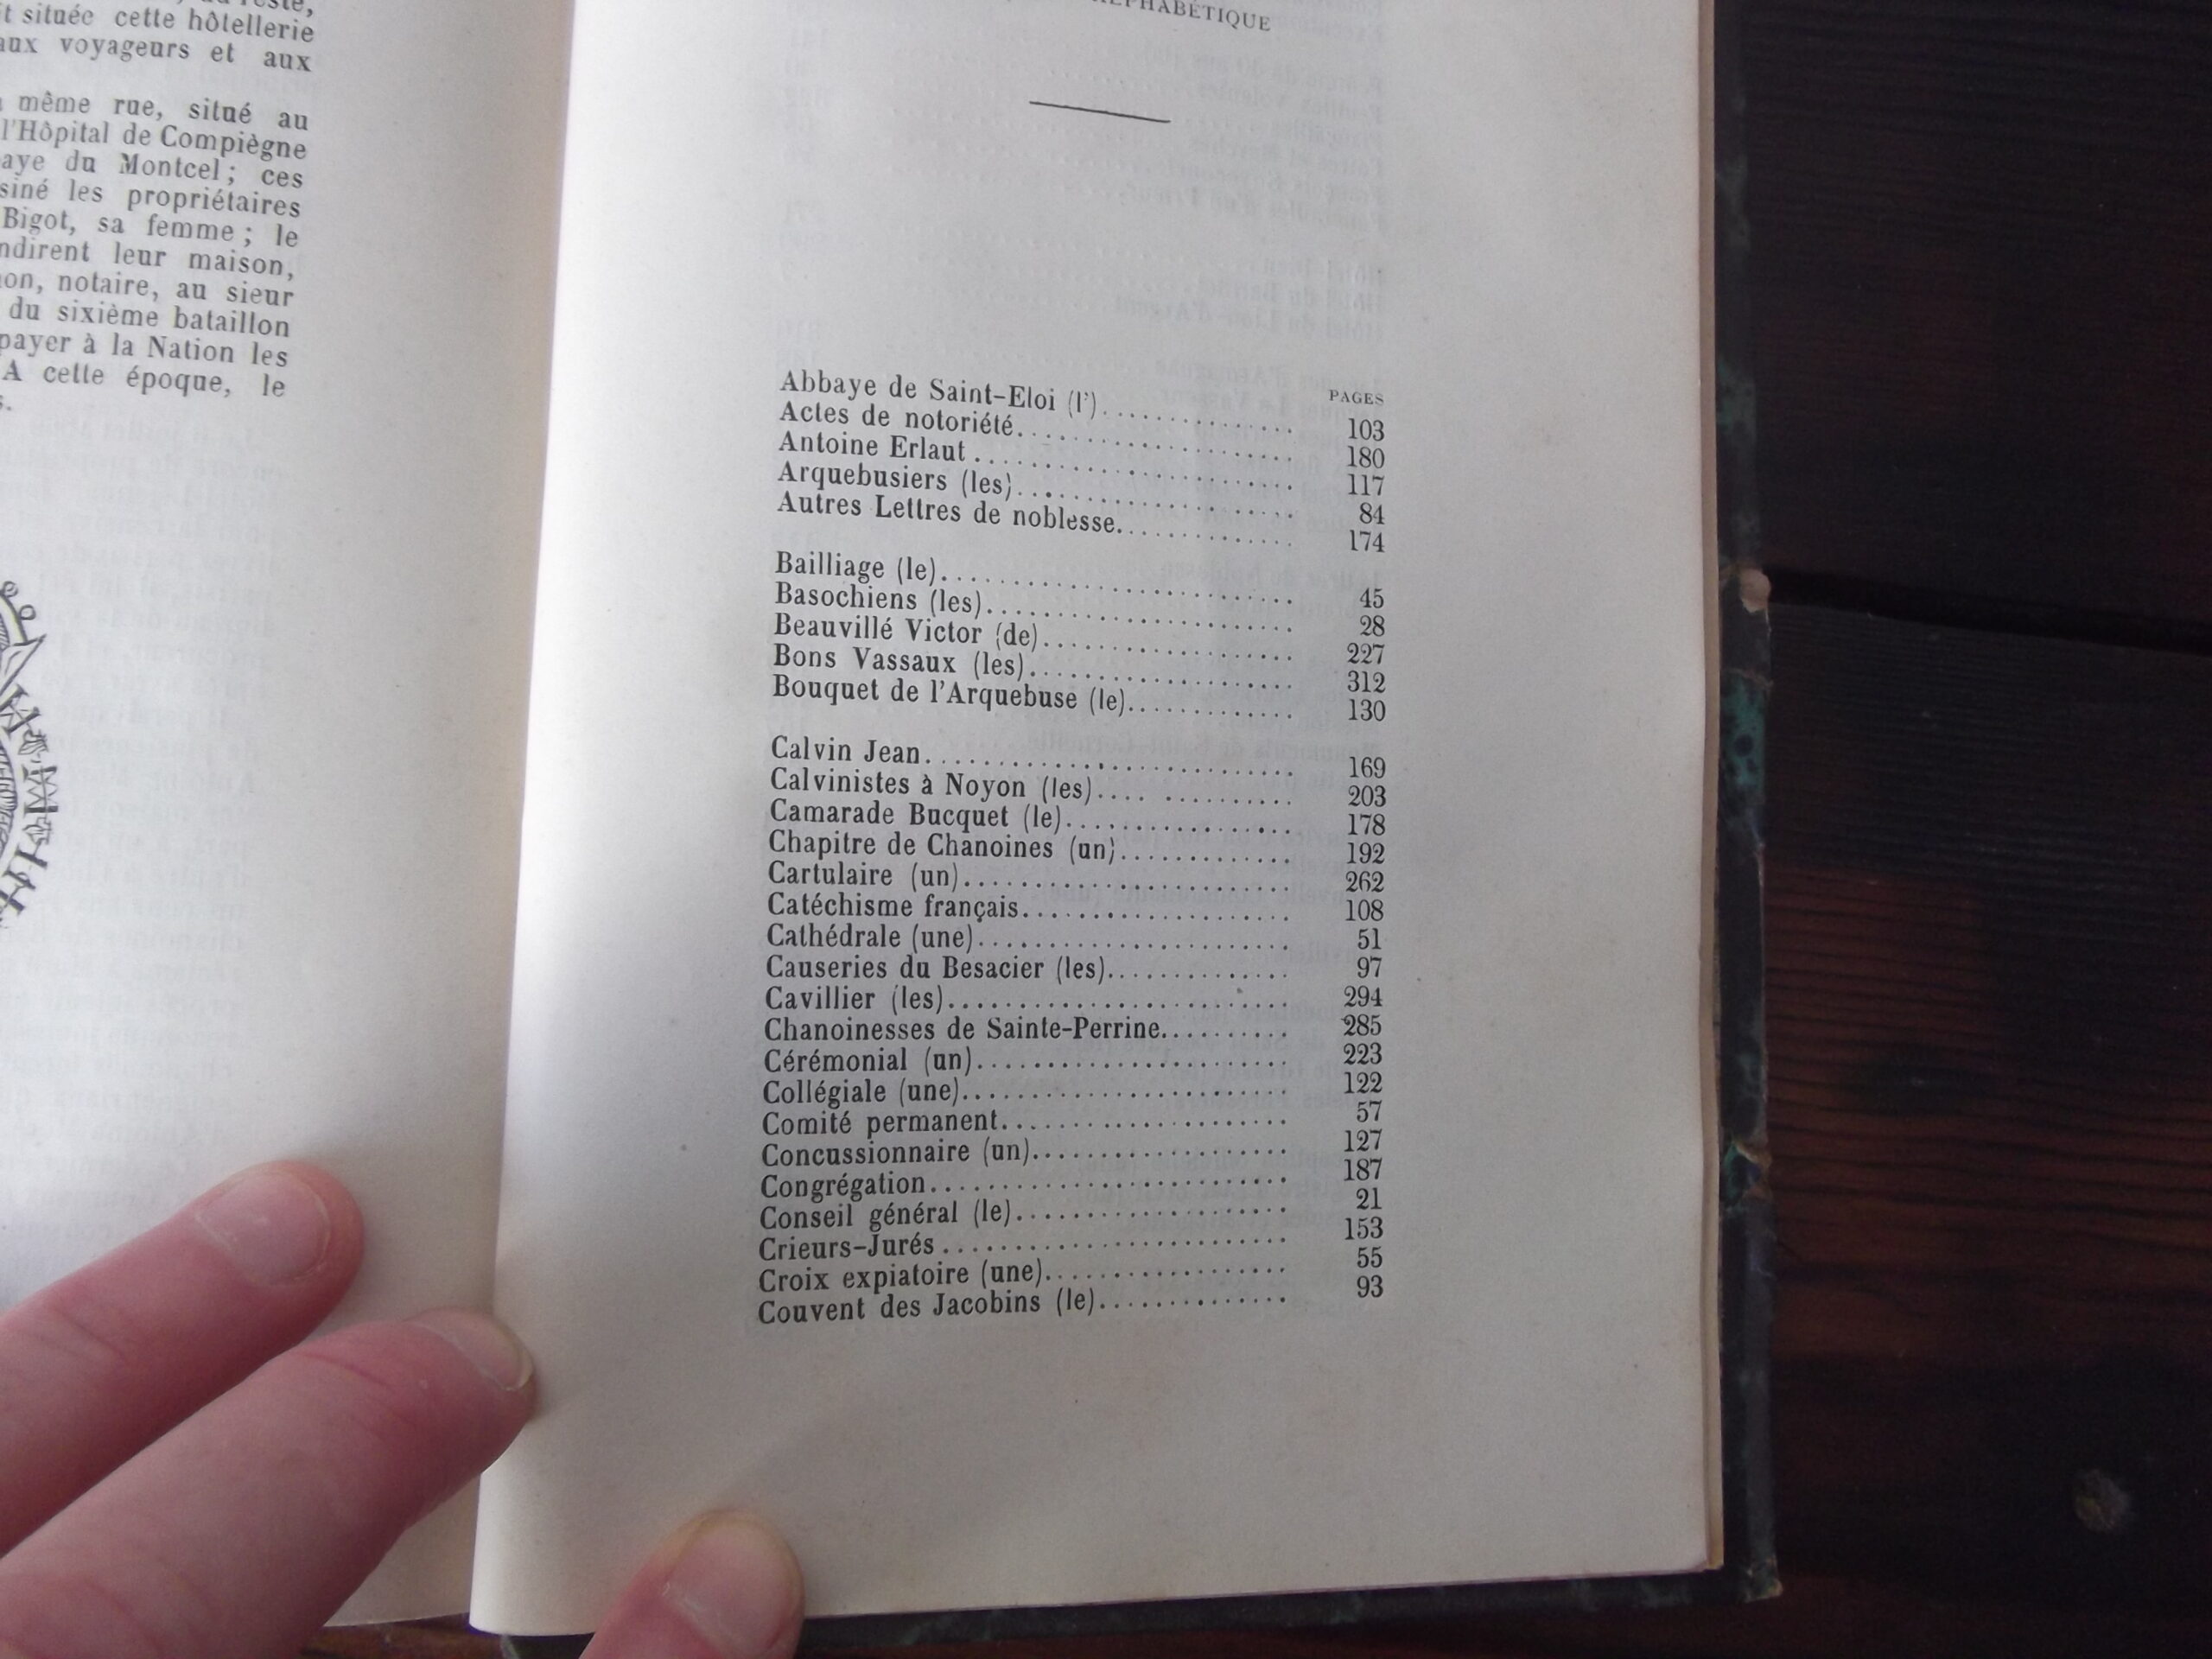 t située cette hôtellerie
aux voyageurs et aux
même rue, situé au
l'Hôpital de Compiègne
aye du Montcel; ces
siné les propriétaires
Bigot, sa femme; le
ndirent leur maison,
on, notaire, au sieur
du sixième bataillon
payer à la Nation les
A cette époque, le
s.
ALPHABÉTIQUE
PAGES
Abbaye de Saint-Eloi (l') 103
Actes de notoriété 180
Antoine Erlaut 117
Arquebusiers (les) 84
Autres Lettres de noblesse 174
Bailliage (le) 45
Basochiens (les) 28
Beauvillé Victor (de) 227
Bons Vassaux (les) 312
Bouquet de l'Arquebuse (le) 130
Calvin Jean 169
Calvinistes à Noyon (les) 203
Camarade Bucquet (le) 178
Chapitre de Chanoines (un) 192
Cartulaire (un) 262
Catéchisme français 108
Cathédrale (une) 51
Causeries du Besacier (les) 97
Cavillier (les) 294
Chanoinesses de Sainte-Perrine 285
Cérémonial (un) 223
Collégiale (une) 122
Comité permanent 57
Concussionnaire (un) 127
Congrégation 187
Conseil général (le) 21
Crieurs-Jurés 153
Croix expiatoire (une) 55
Couvent des Jacobins (le) 93